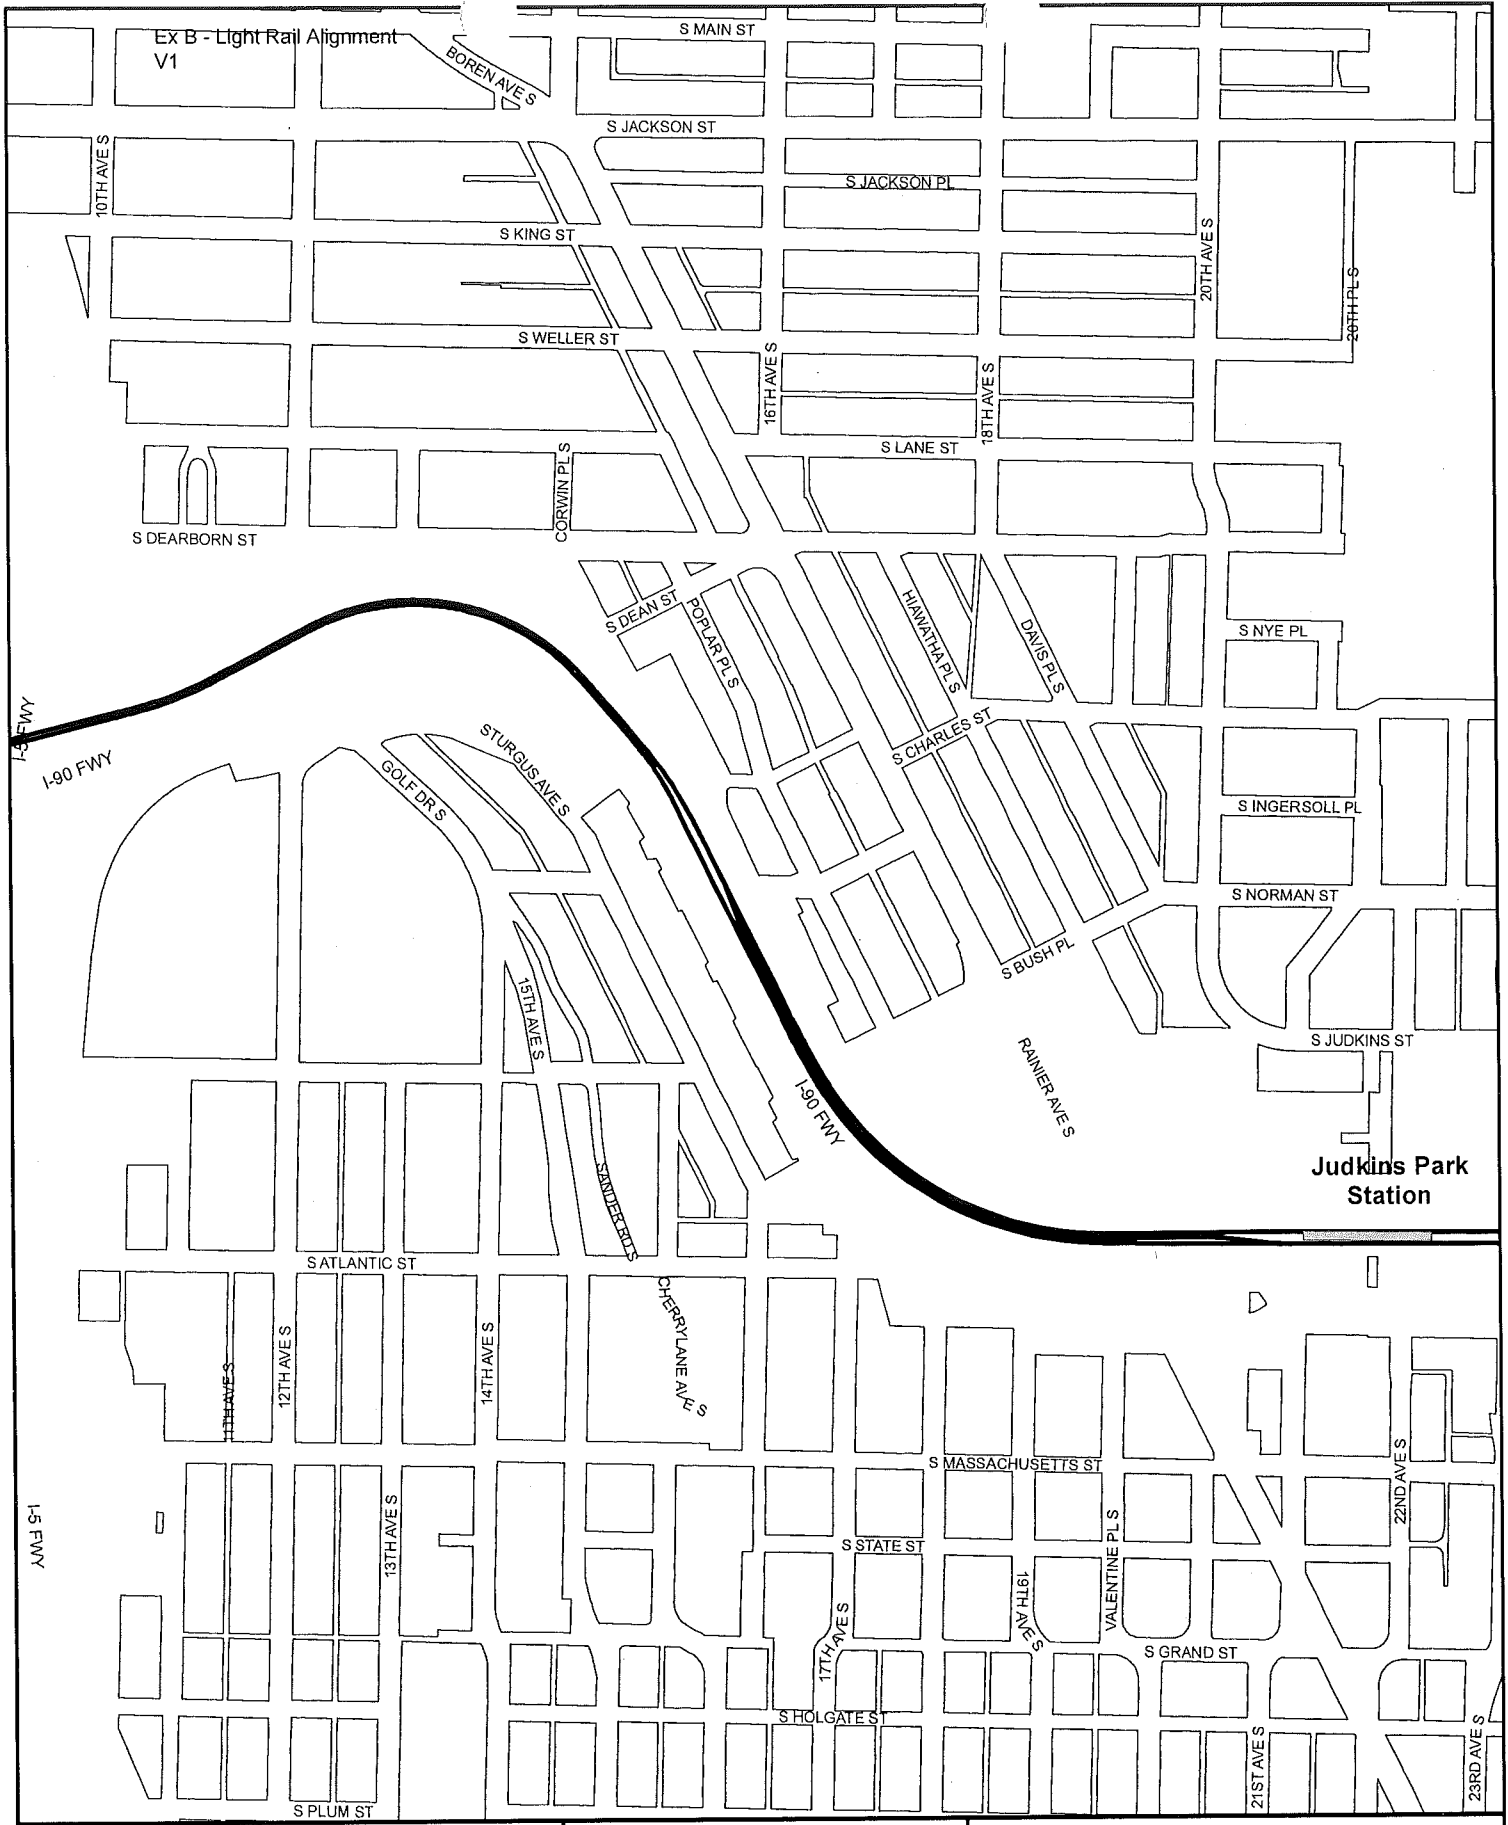 Ex B - Light Rail Alignment
V1
S MAIN ST
BOREN AVE S
S JACKSON ST
10TH AVE S
S JACKSON PL
S KING ST
20TH AVE S
20TH PL S
S WELLER ST
16TH AVE S
18TH AVE S
S LANE ST
CORWIN PL S
S DEARBORN ST
S DEAN ST
POPLAR PL S
HIAWATHA PL S
DAVIS PL S
S NYE PL
I-5 FWY
I-90 FWY
STURGUS AVE S
GOLF DR S
S CHARLES ST
S INGERSOLL PL
S NORMAN ST
S BUSH PL
15TH AVE S
RAINIER AVE S
S JUDKINS ST
I-90 FWY
Judkins Park
Station
SANDER RD S
S ATLANTIC ST
CHERRYLANE AVE S
11TH AVE S
12TH AVE S
14TH AVE S
S MASSACHUSETTS ST
22ND AVE S
I-5 FWY
13TH AVE S
S STATE ST
VALENTINE PL S
19TH AVE S
17TH AVE S
S GRAND ST
S HOLGATE ST
21ST AVE S
23RD AVE S
S PLUM ST